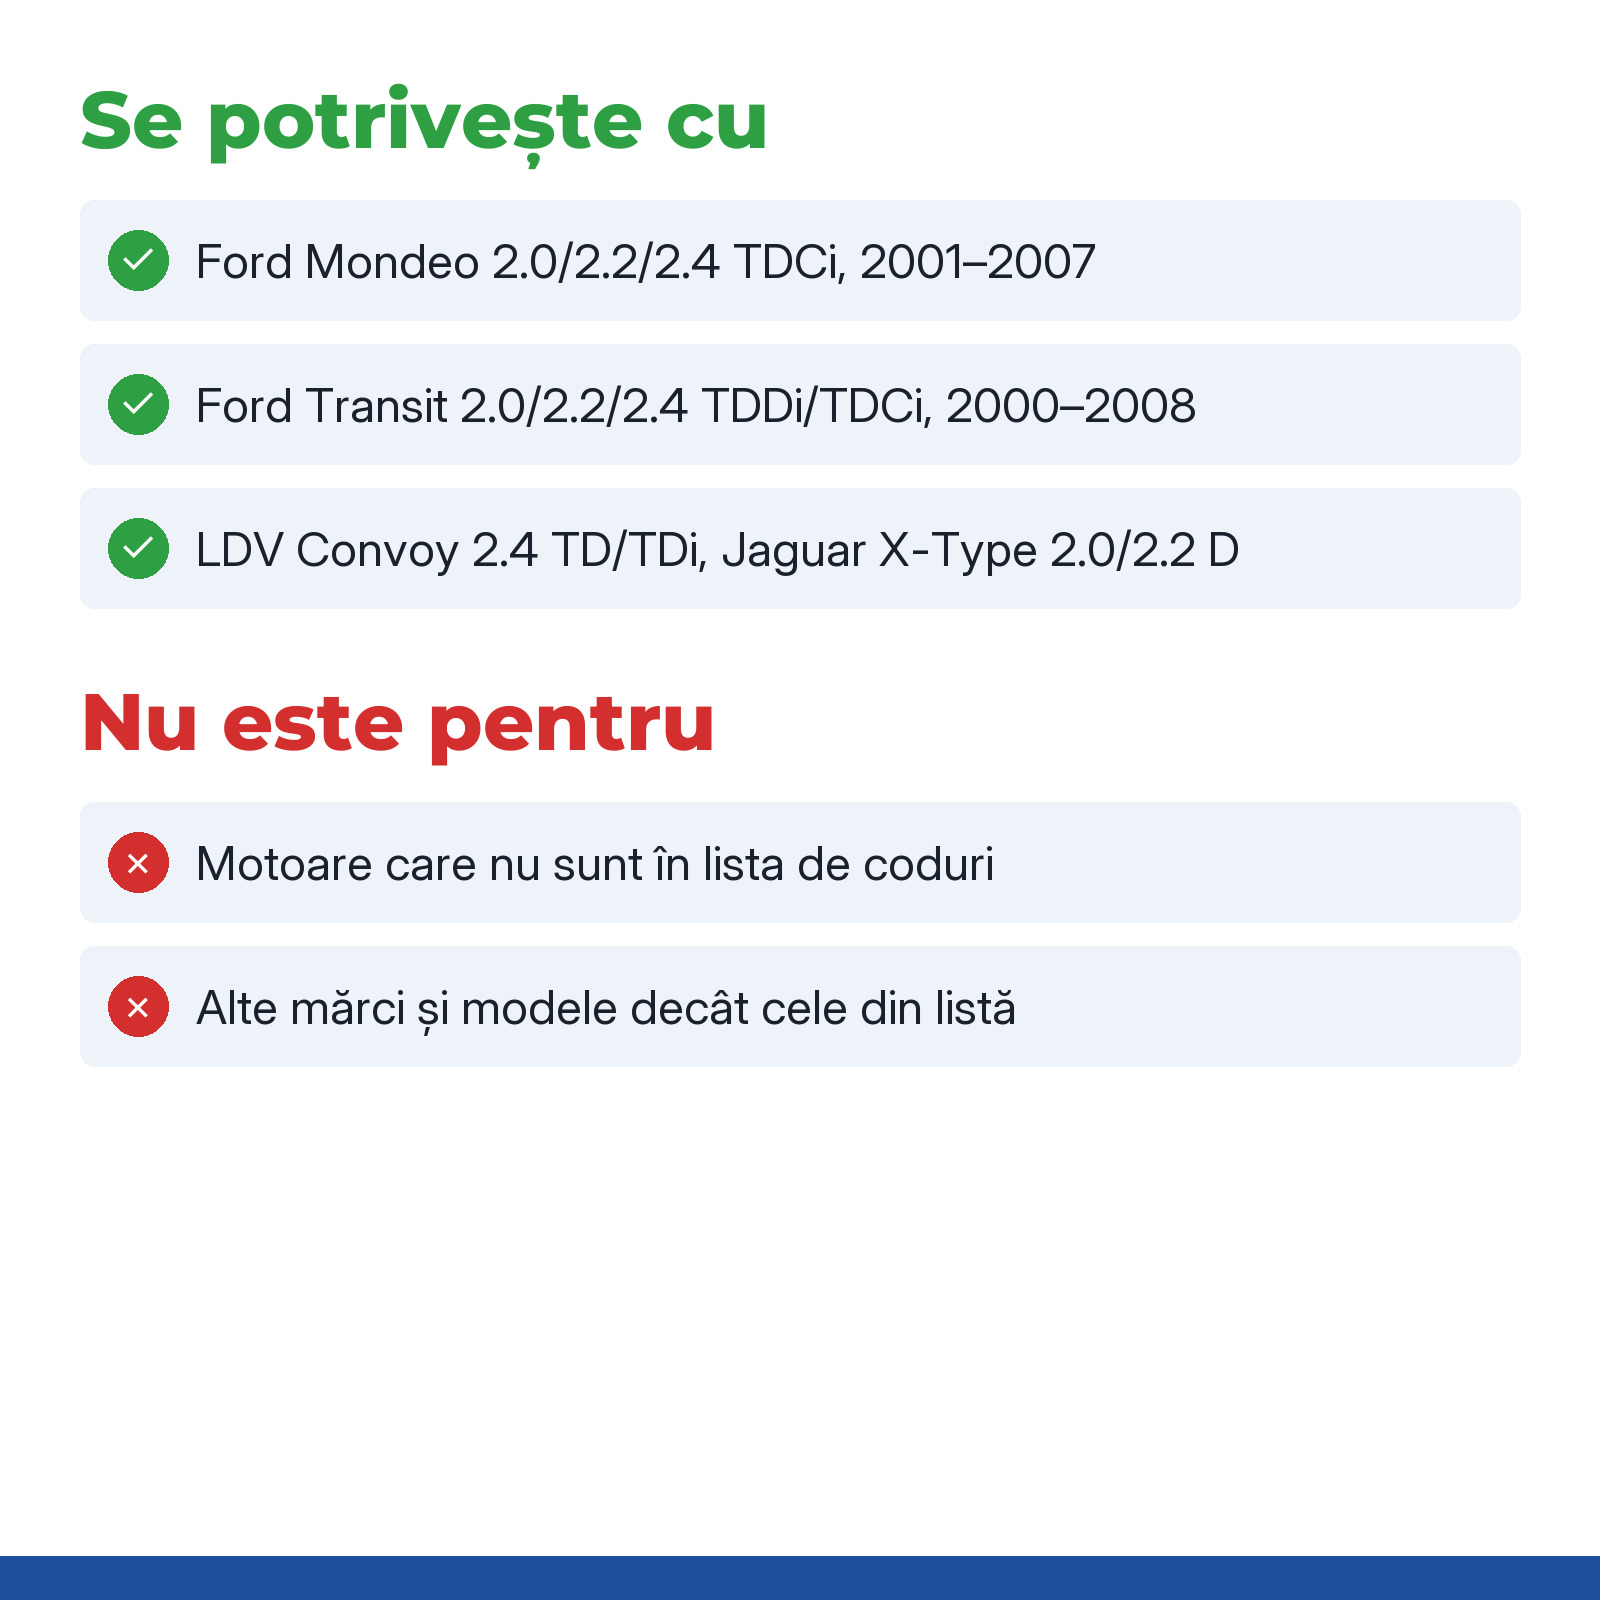 Se potrivește cu
Ford Mondeo 2.0/2.2/2.4 TDCi, 2001–2007
Ford Transit 2.0/2.2/2.4 TDDi/TDCi, 2000–2008
LDV Convoy 2.4 TD/TDi, Jaguar X-Type 2.0/2.2 D
Nu este pentru
Motoare care nu sunt în lista de coduri
Alte mărci și modele decât cele din listă